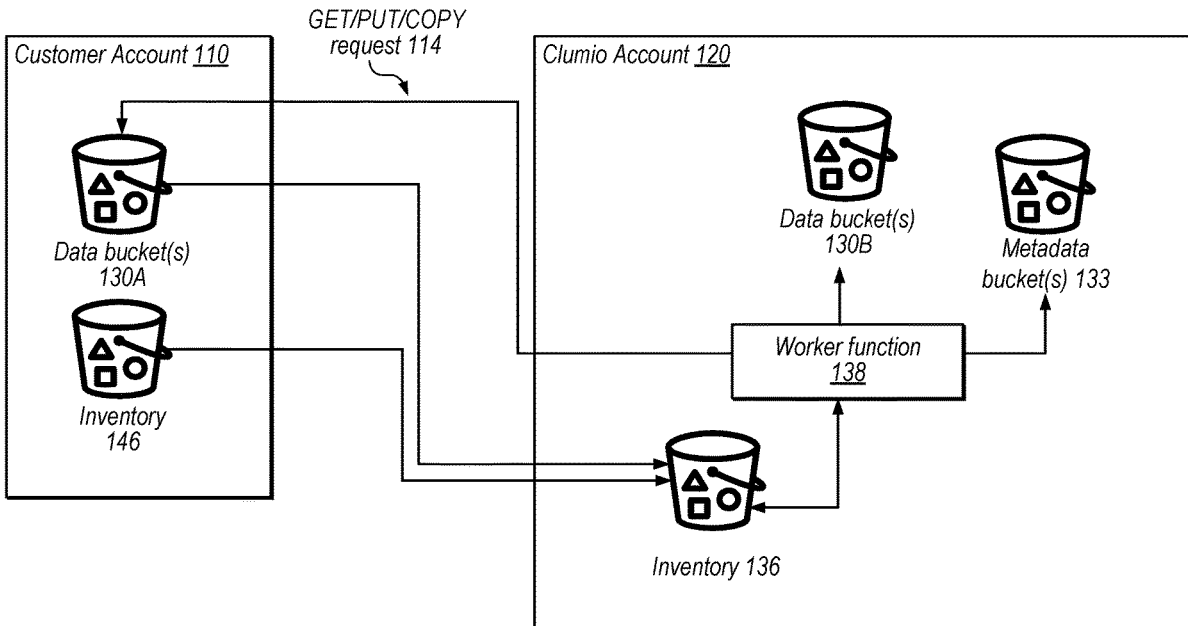 GET/PUT/COPY
request 114
Customer Account 110
Clumio Account 120
Data bucket(s)
130A
Data bucket(s)
130B
Metadata
bucket(s) 133
Worker function
138
Inventory
146
Inventory 136